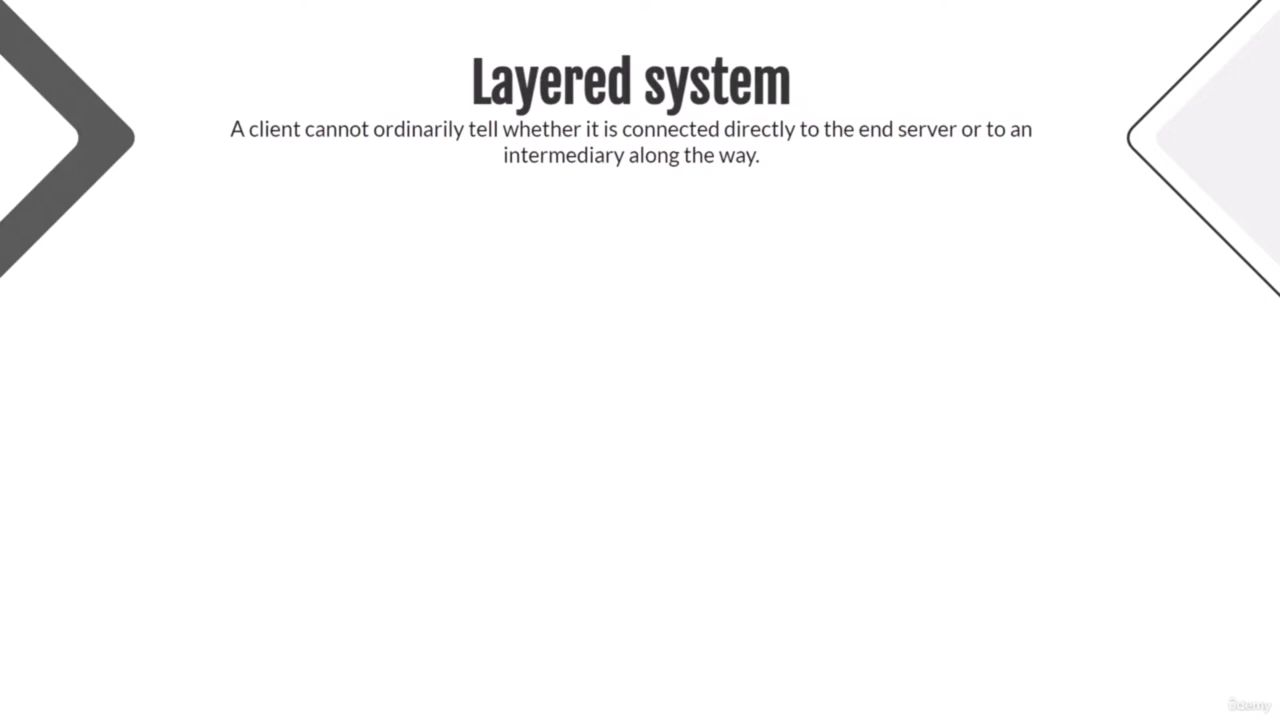 Layered system
A client cannot ordinarily tell whether it is connected directly to the end server or to an
intermediary along the way.
ûdemy